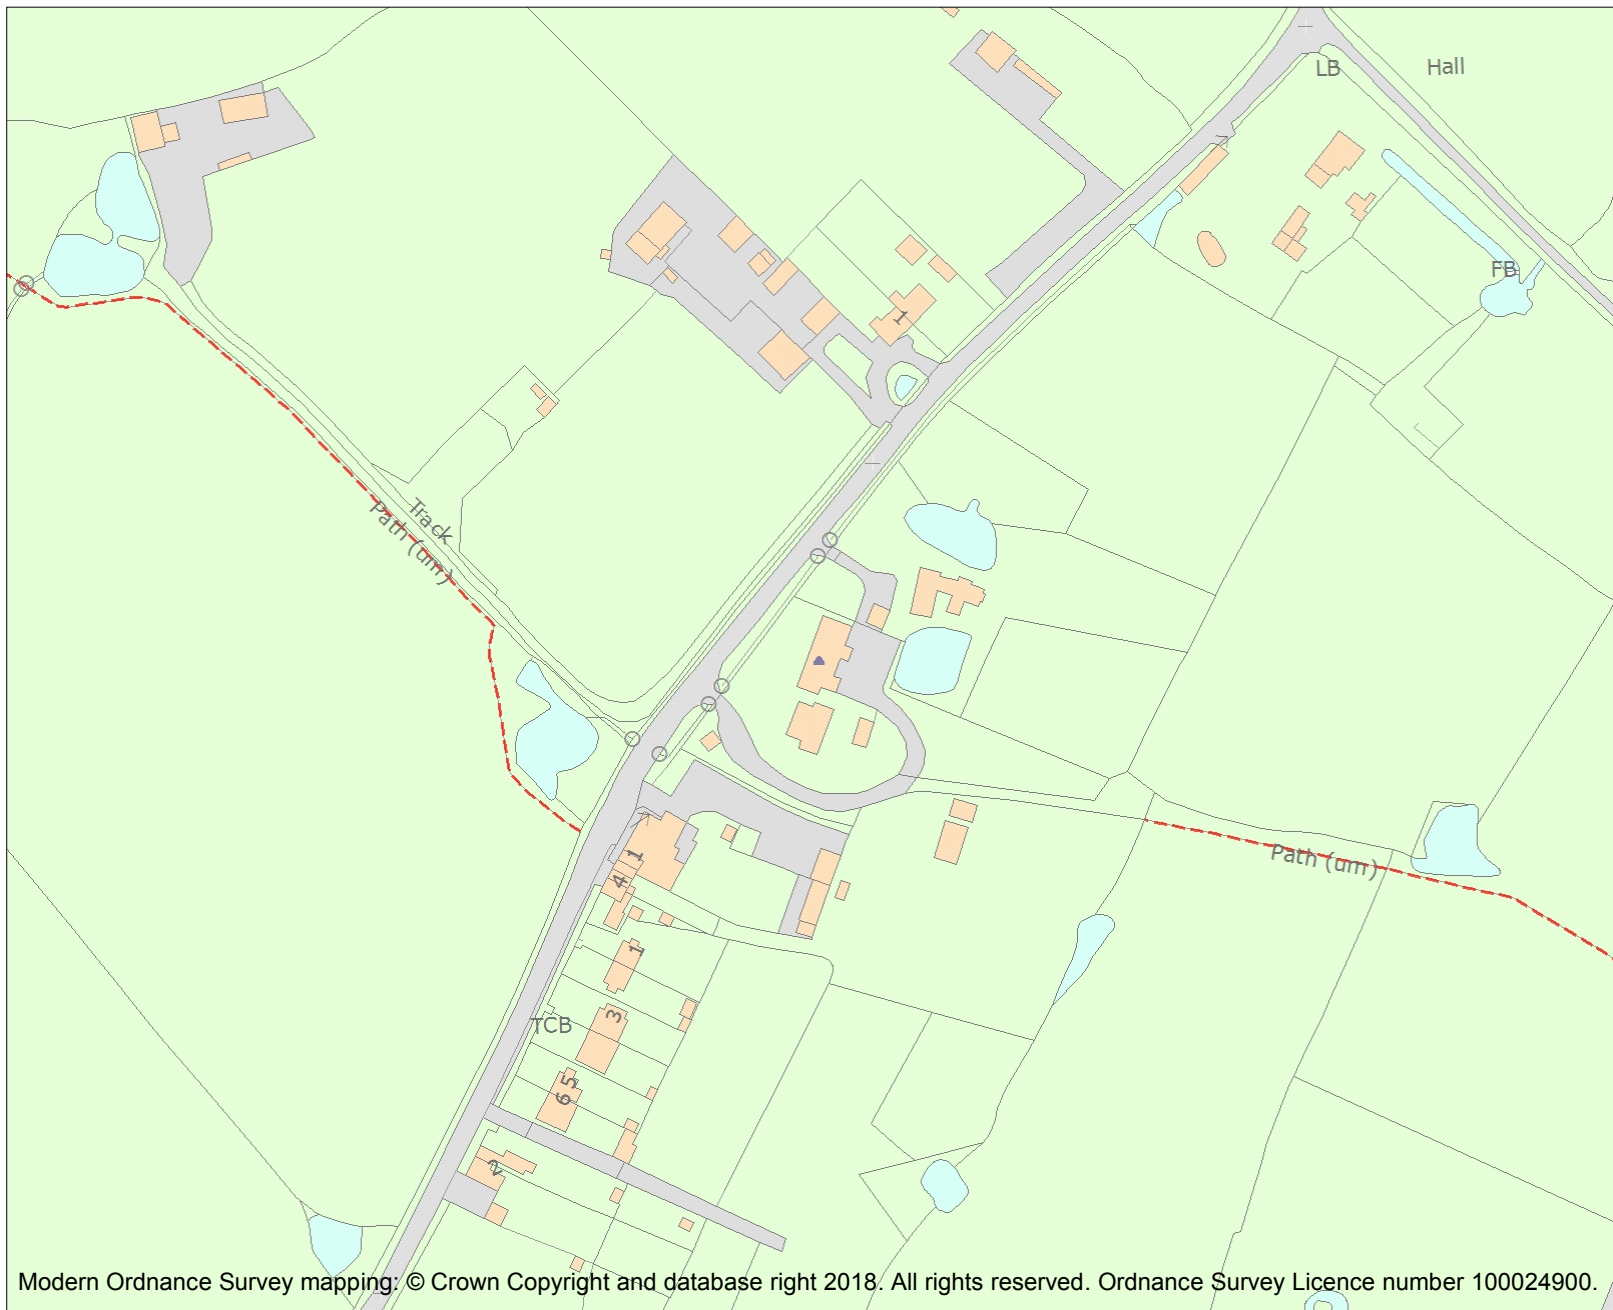 LB
Hall
FB
1
Track
Path (um)
1
4
Path (um)
1
3
TCB
5
6
2
Modern Ordnance Survey mapping: © Crown Copyright and database right 2018. All rights reserved. Ordnance Survey Licence number 100024900.